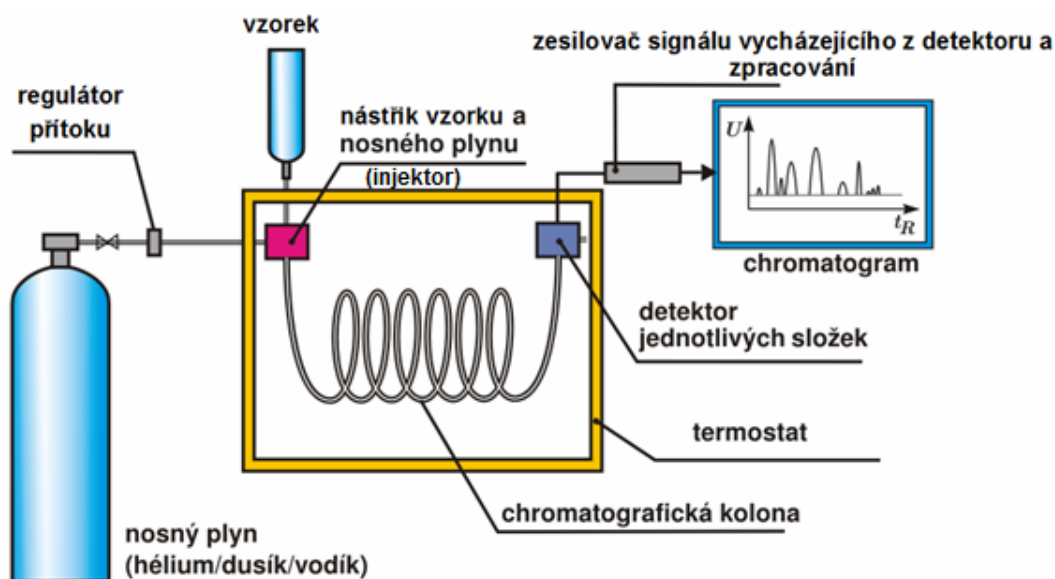 vzorek
zesilovač signálu vycházejícího z detektoru a
zpracování
regulátor
přítoku
nástřik vzorku a
nosného plynu
(injektor)
U
t_R
chromatogram
detektor
jednotlivých složek
termostat
chromatografická kolona
nosný plyn
(hélium/dusík/vodík)